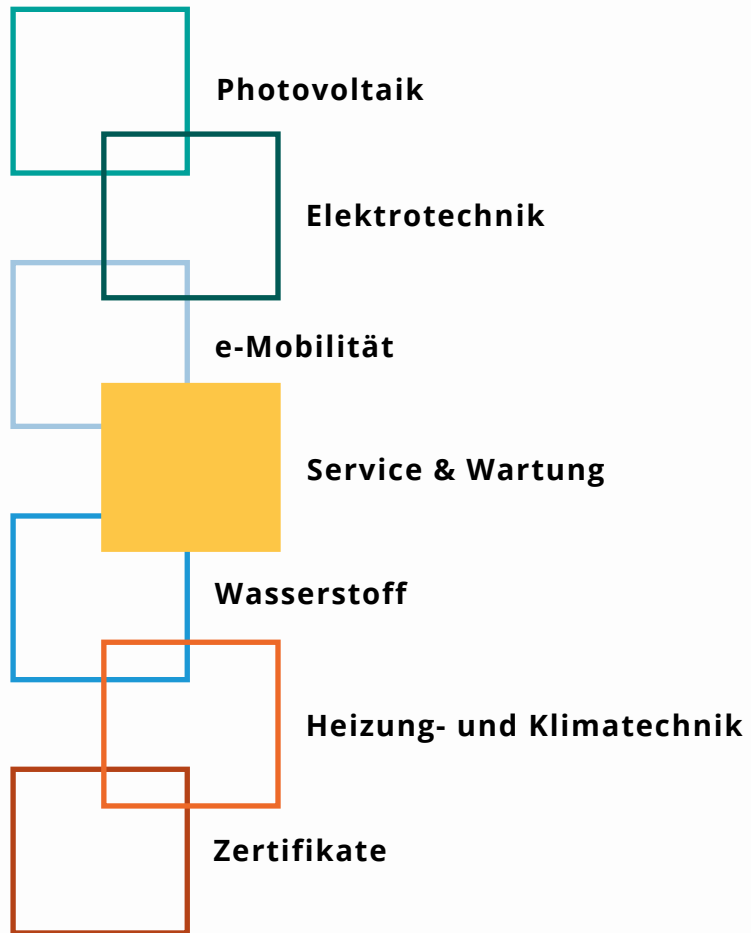 Photovoltaik
Elektrotechnik
e-Mobilität
Service & Wartung
Wasserstoff
Heizung- und Klimatechnik
Zertifikate